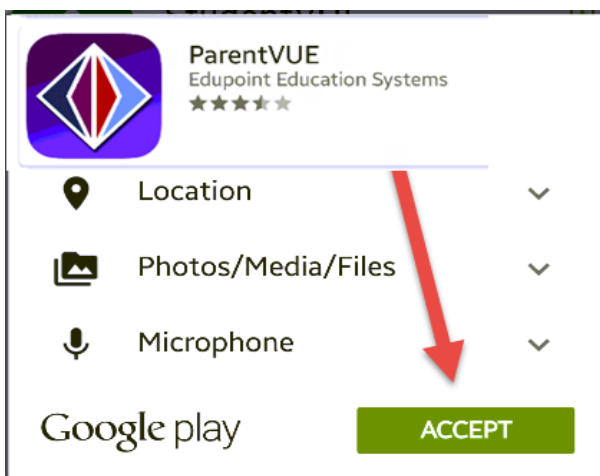 ParentVUE
Edupoint Education Systems
Location
Photos/Media/Files
Microphone
Google play
ACCEPT